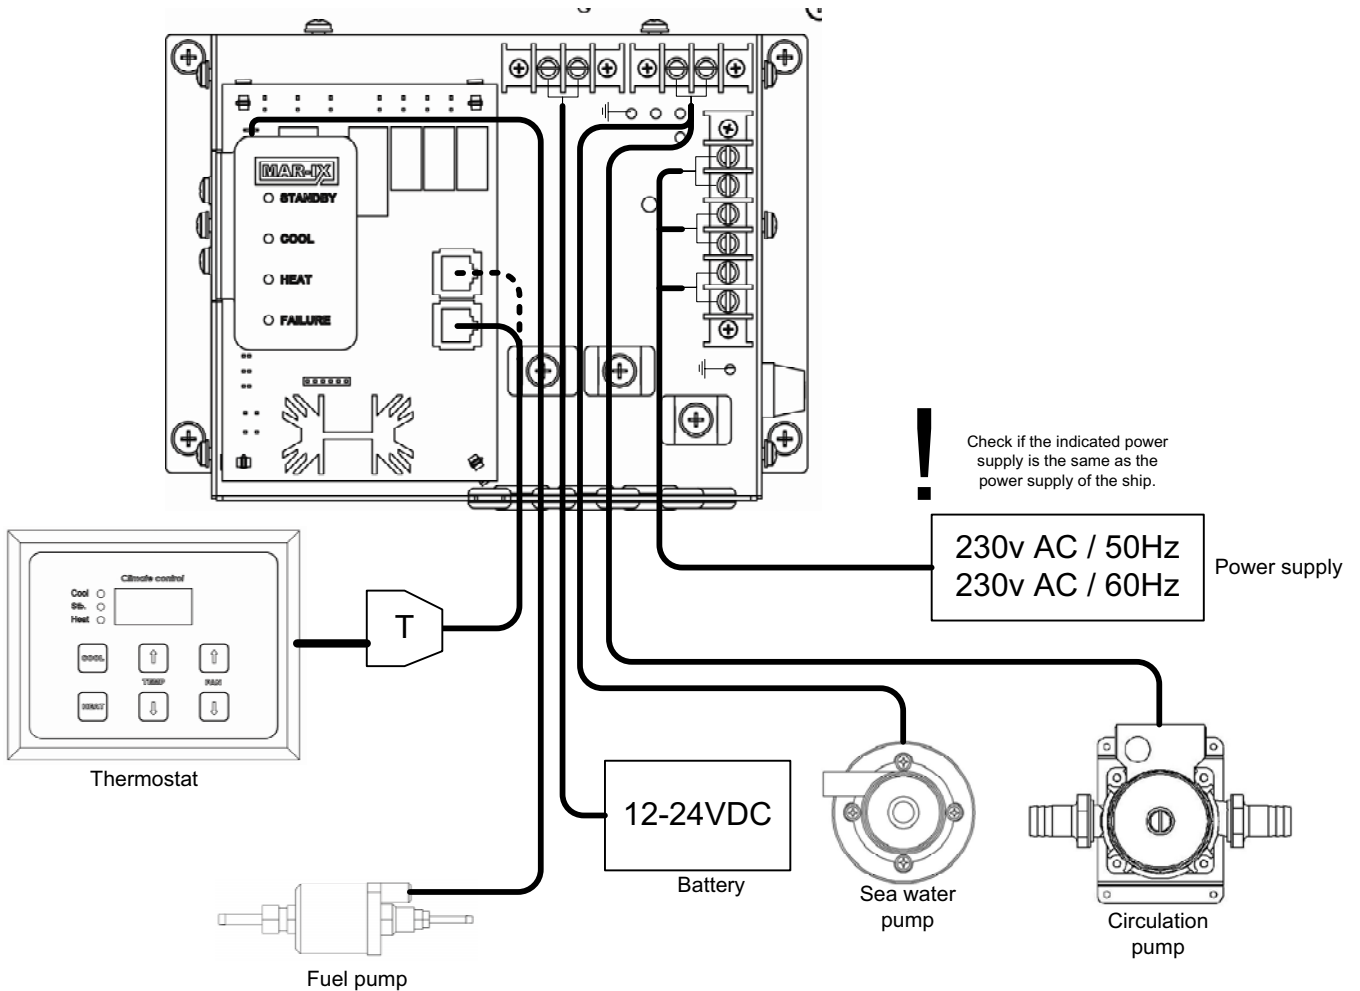 MAR-IX
STANDBY
COOL
HEAT
FAILURE
Check if the indicated power
supply is the same as the
power supply of the ship.
230v AC / 50Hz
230v AC / 60Hz
Power supply
Climate control
Cool
Stb.
Heat
COOL
TEMP
FAN
HEAT
T
Thermostat
12-24VDC
Battery
Sea water
pump
Circulation
pump
Fuel pump